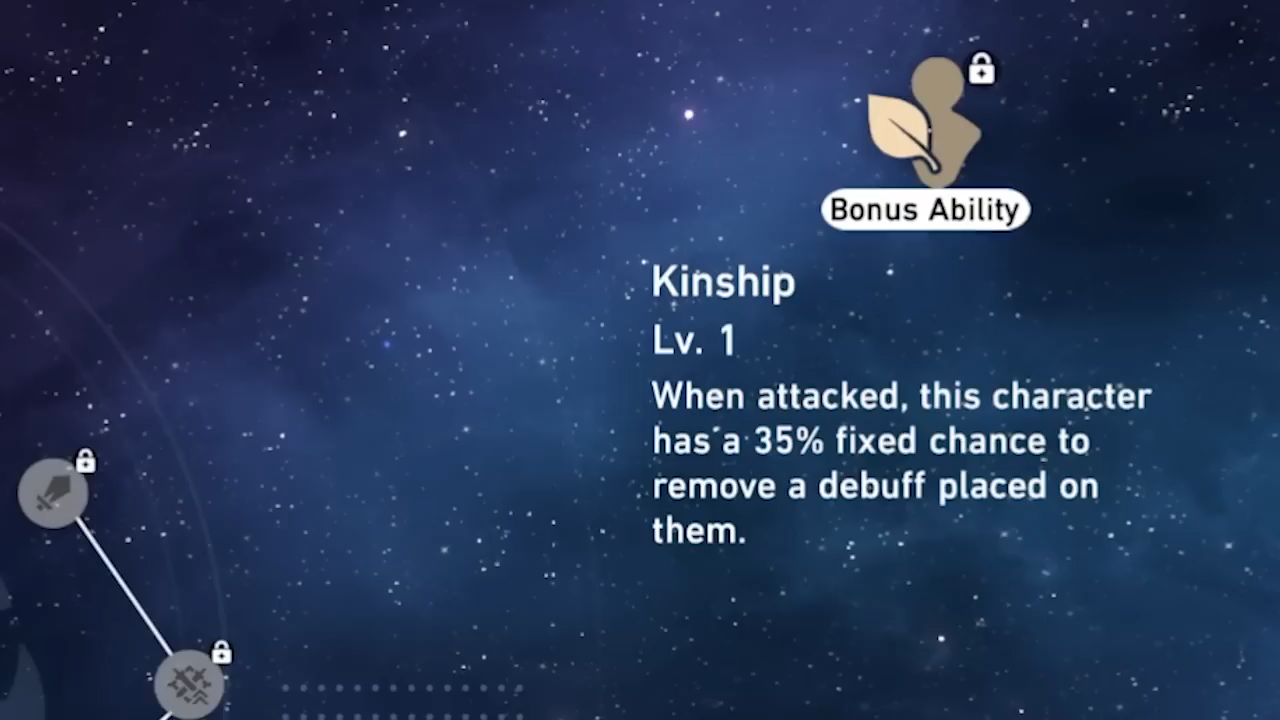 Bonus Ability
Kinship
Lv. 1
When attacked, this character
has a 35% fixed chance to
remove a debuff placed on
them.